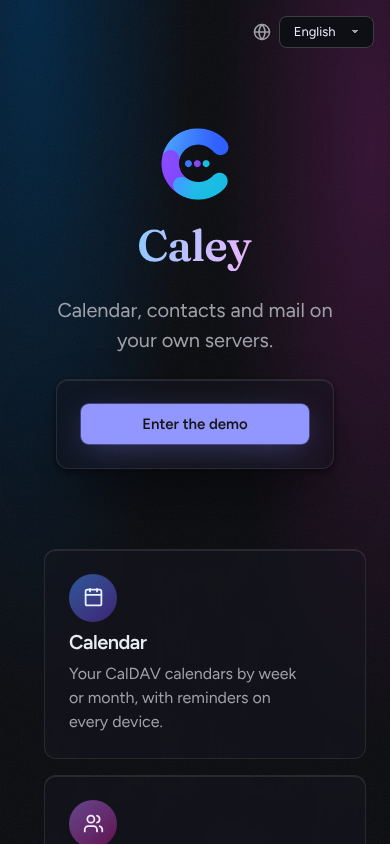 English
Caley
Calendar, contacts and mail on
your own servers.
Enter the demo
Calendar
Your CalDAV calendars by week
or month, with reminders on
every device.